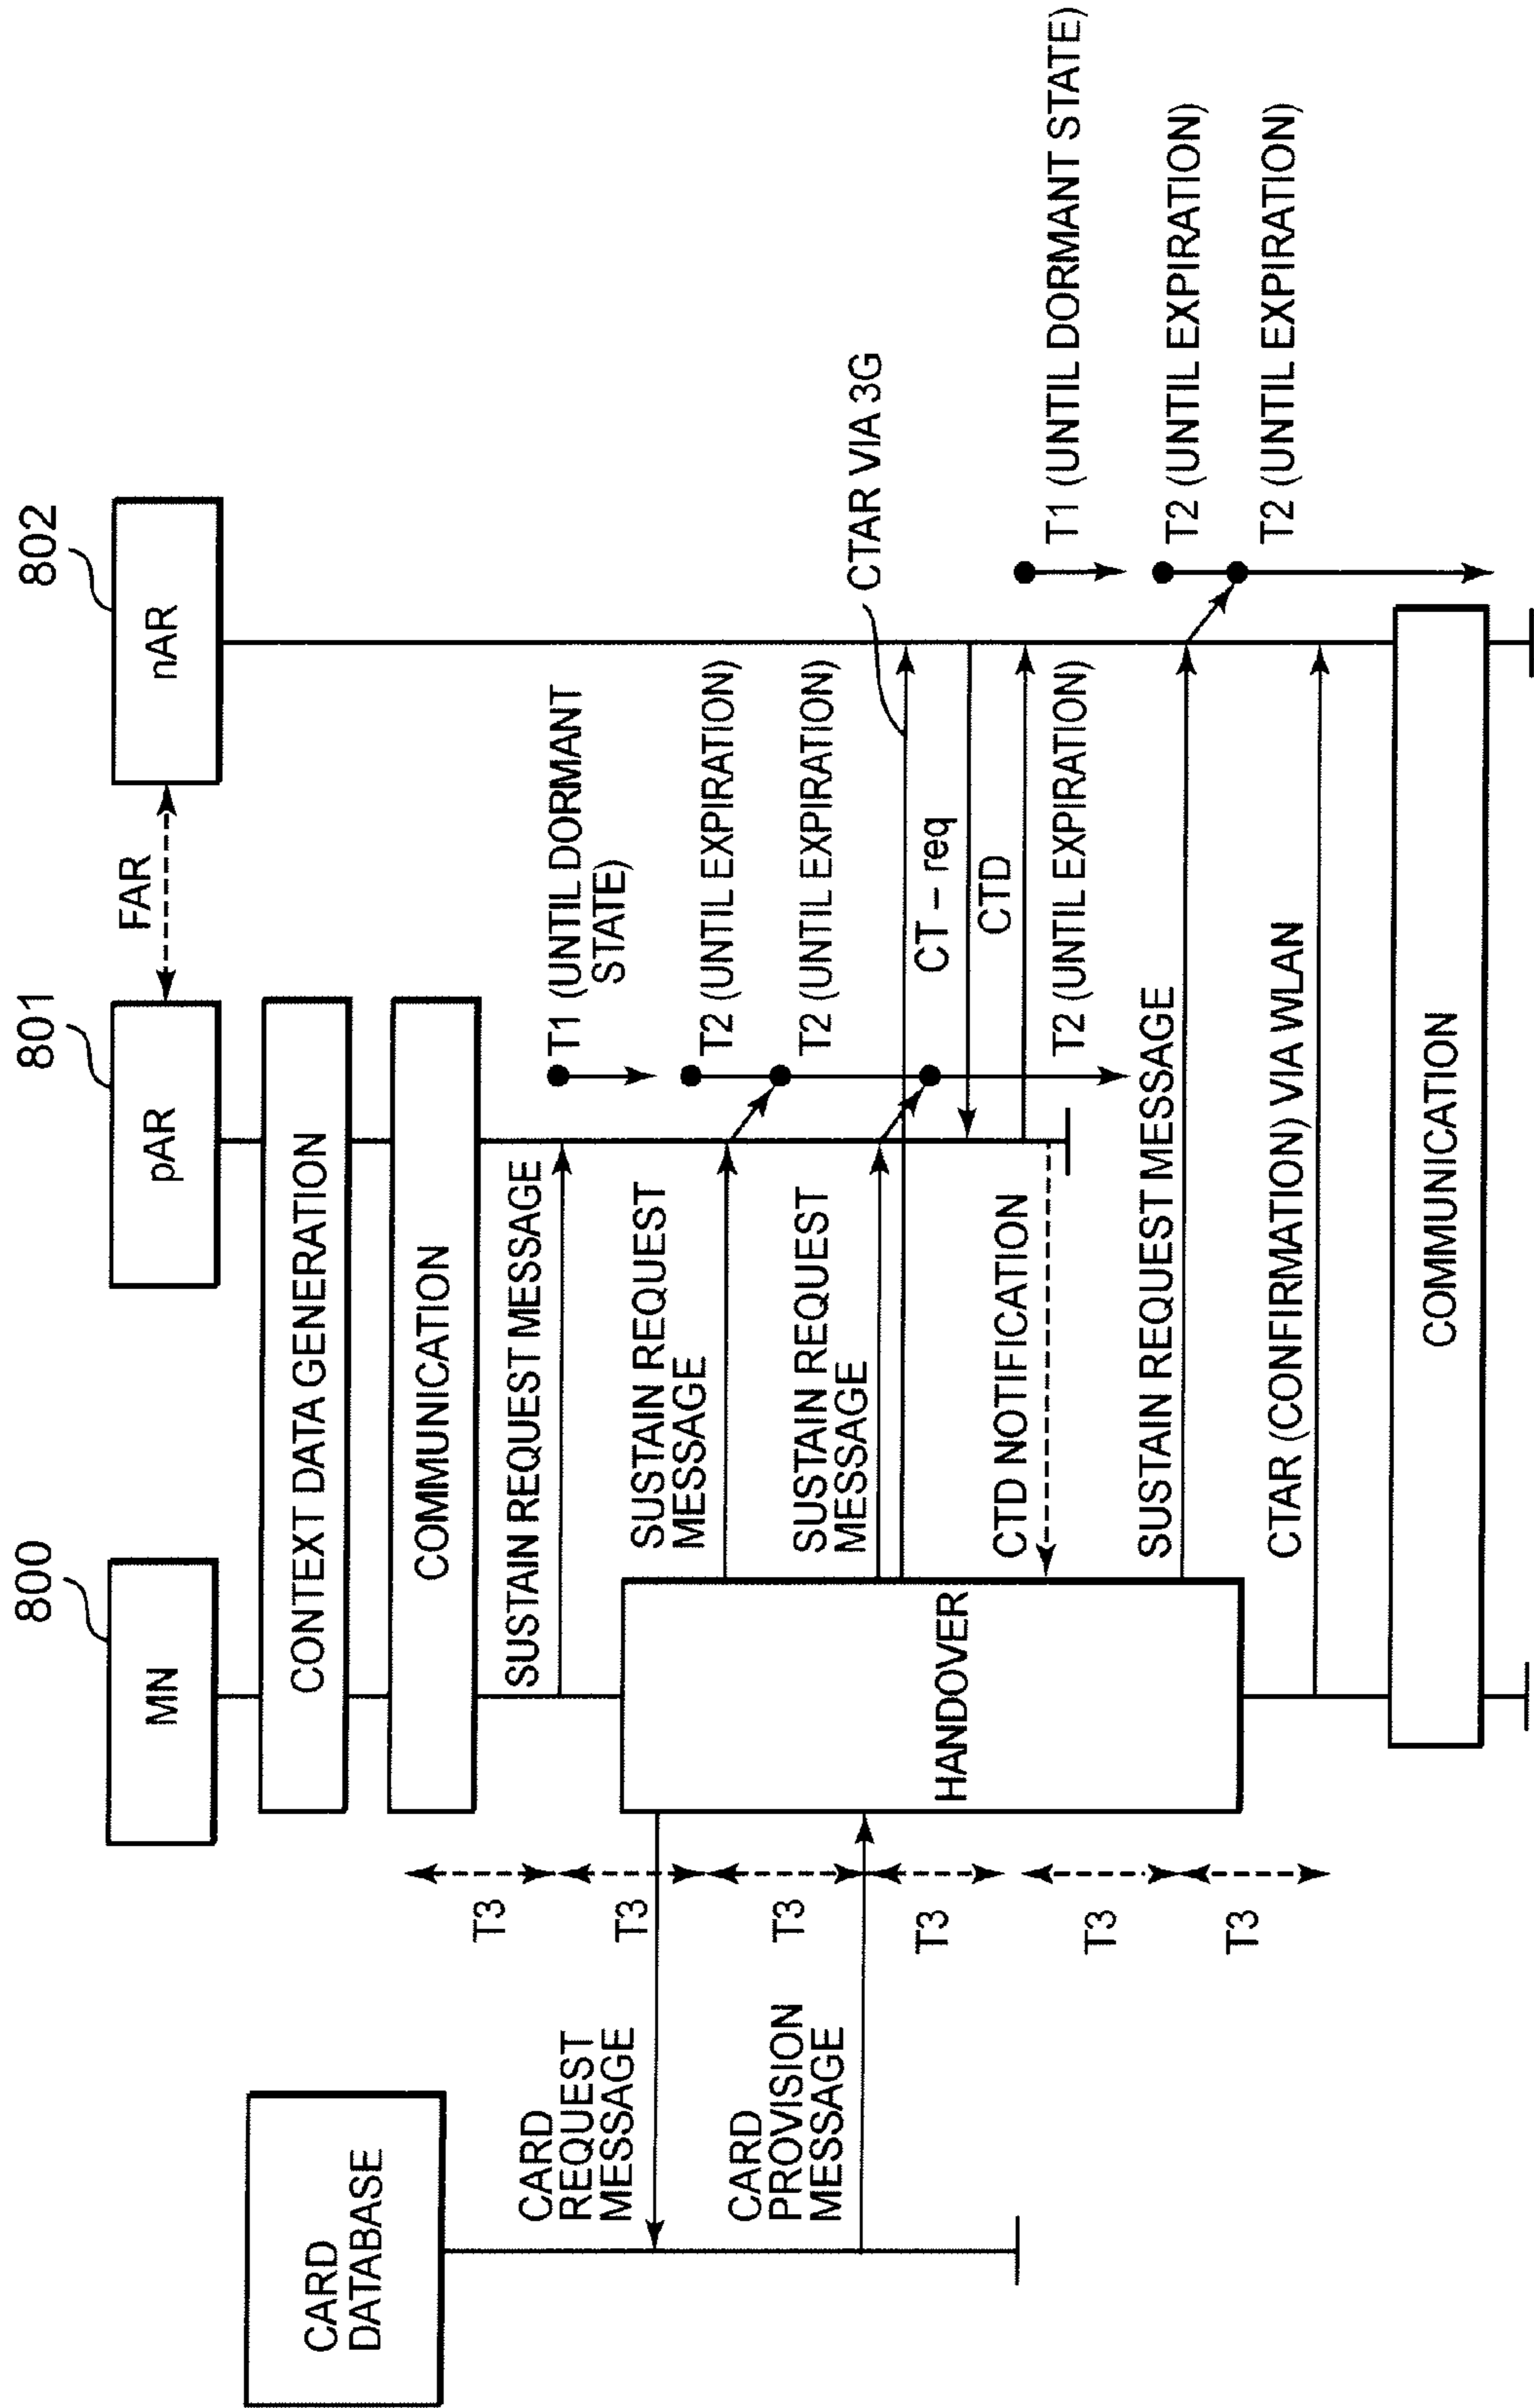 800
801
802
MN
pAR
FAR
nAR
CARD
DATABASE
CONTEXT DATA GENERATION
COMMUNICATION
SUSTAIN REQUEST MESSAGE
T1 (UNTIL DORMANT
STATE)
T3
CARD
REQUEST
MESSAGE
T3
SUSTAIN REQUEST
MESSAGE
T2 (UNTIL EXPIRATION)
T2 (UNTIL EXPIRATION)
T3
CARD
PROVISION
MESSAGE
SUSTAIN REQUEST
MESSAGE
CTAR VIA 3G
T3
HANDOVER
CT – req
CTD
CTD NOTIFICATION
T2 (UNTIL EXPIRATION)
T1 (UNTIL DORMANT STATE)
T3
SUSTAIN REQUEST MESSAGE
T2 (UNTIL EXPIRATION)
T3
T2 (UNTIL EXPIRATION)
CTAR (CONFIRMATION) VIA WLAN
COMMUNICATION